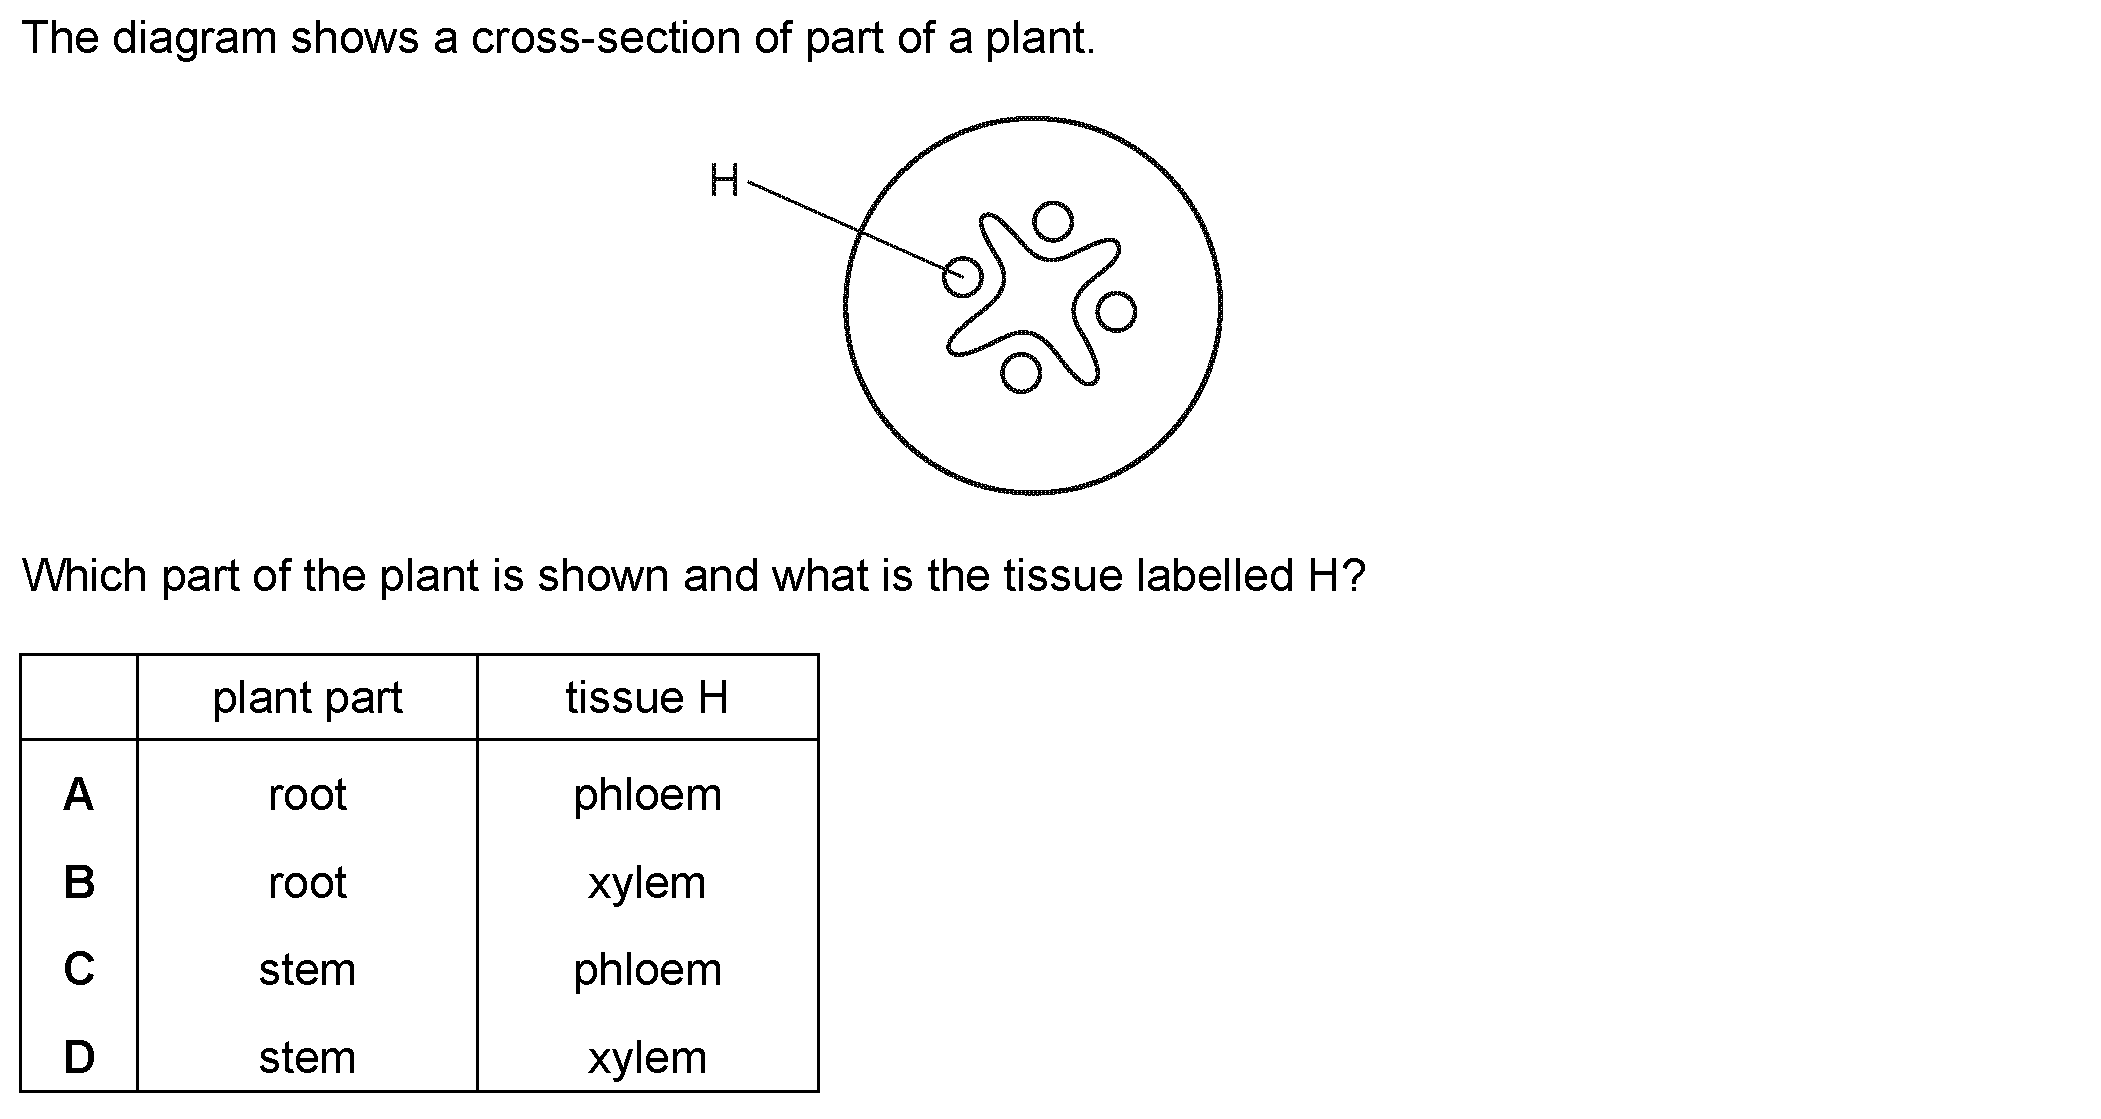 The diagram shows a cross-section of part of a plant.
H
Which part of the plant is shown and what is the tissue labelled H?
plant part tissue H
A root phloem
B root xylem
C stem phloem
D stem xylem